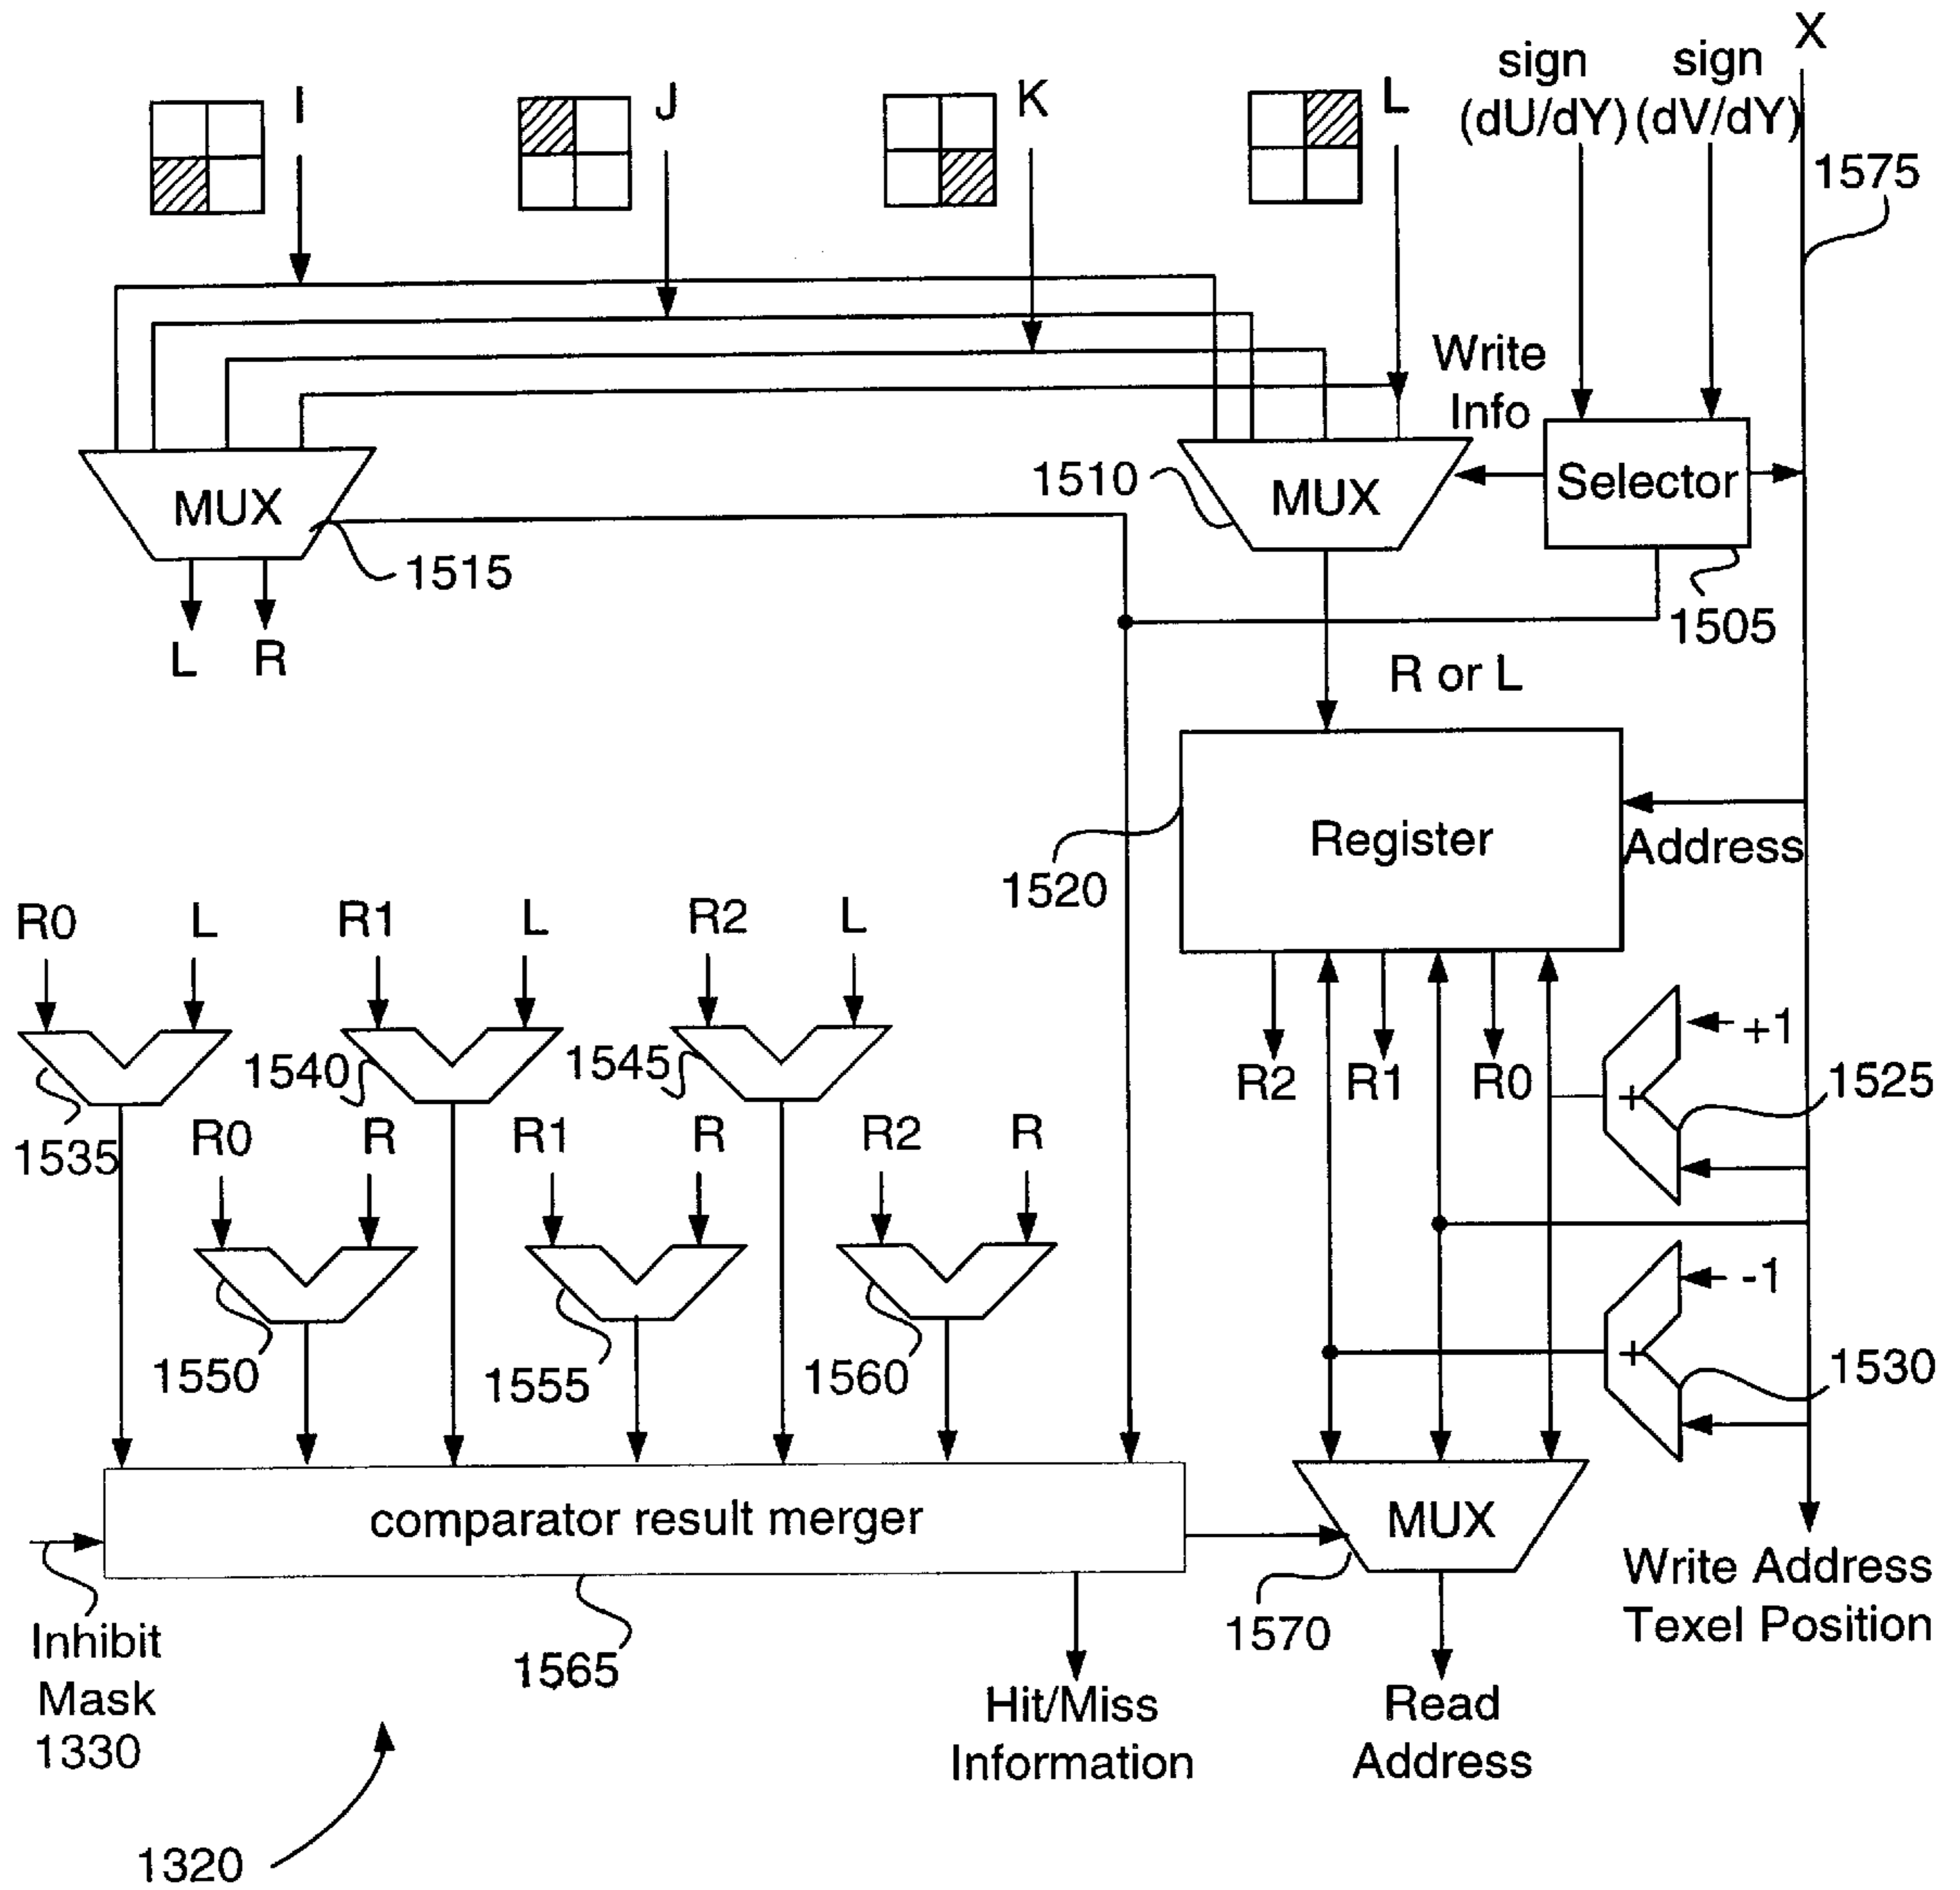 X
sign
(dU/dY)
sign
(dV/dY)
I
J
K
L
1575
Write
Info
MUX
1515
1510
MUX
Selector
1505
L
R
R or L
Register
Address
1520
R0
L
R1
L
R2
L
R2
R1
R0
+1
+
1525
1535
1540
1545
R0
R
R1
R
R2
R
-1
+
1530
1550
1555
1560
comparator result merger
MUX
1570
Inhibit
Mask
1330
1565
Hit/Miss
Information
Read
Address
Write Address
Texel Position
1320